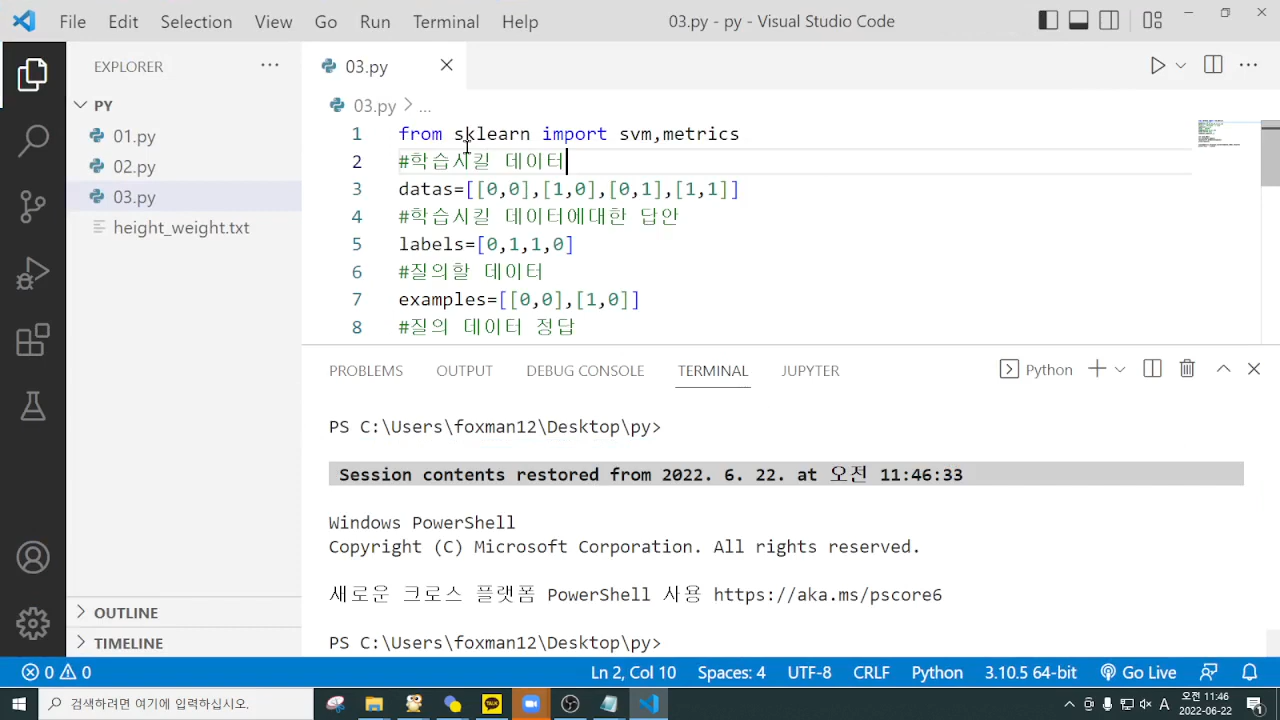 File Edit Selection View Go Run Terminal Help 03.py - py - Visual Studio Code
EXPLORER ...
03.py
PY
03.py > ...
01.py
02.py
03.py
height_weight.txt
1 from sklearn import svm,metrics
2 #학습시킬 데이터
3 datas=[[0,0],[1,0],[0,1],[1,1]]
4 #학습시킬 데이터에대한 답안
5 labels=[0,1,1,0]
6 #질의할 데이터
7 examples=[[0,0],[1,0]]
8 #질의 데이터 정답
PROBLEMS OUTPUT DEBUG CONSOLE TERMINAL JUPYTER Python
PS C:\Users\foxman12\Desktop\py>
Session contents restored from 2022. 6. 22. at 오전 11:46:33
Windows PowerShell
Copyright (C) Microsoft Corporation. All rights reserved.
새로운 크로스 플랫폼 PowerShell 사용 https://aka.ms/pscore6
PS C:\Users\foxman12\Desktop\py>
OUTLINE
TIMELINE
0 0 Ln 2, Col 10 Spaces: 4 UTF-8 CRLF Python 3.10.5 64-bit Go Live
검색하려면 여기에 입력하십시오.
TALK
A
오전 11:46
2022-06-22
1